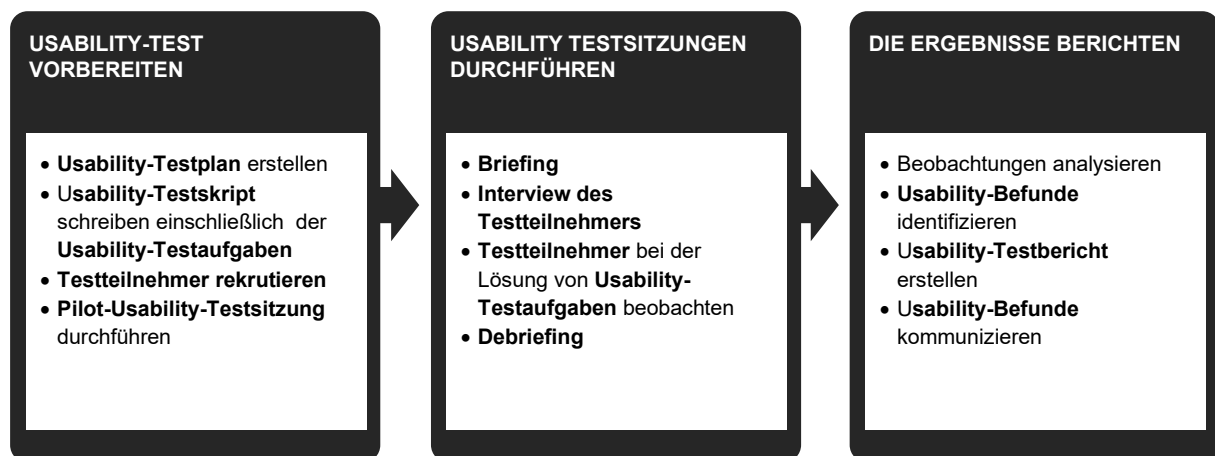 USABILITY-TEST
VORBEREITEN
• Usability-Testplan erstellen
• Usability-Testskript
schreiben einschließlich der
Usability-Testaufgaben
• Testteilnehmer rekrutieren
• Pilot-Usability-Testsitzung
durchführen
USABILITY TESTSITZUNGEN
DURCHFÜHREN
• Briefing
• Interview des
Testteilnehmers
• Testteilnehmer bei der
Lösung von Usability-
Testaufgaben beobachten
• Debriefing
DIE ERGEBNISSE BERICHTEN
• Beobachtungen analysieren
• Usability-Befunde
identifizieren
• Usability-Testbericht
erstellen
• Usability-Befunde
kommunizieren